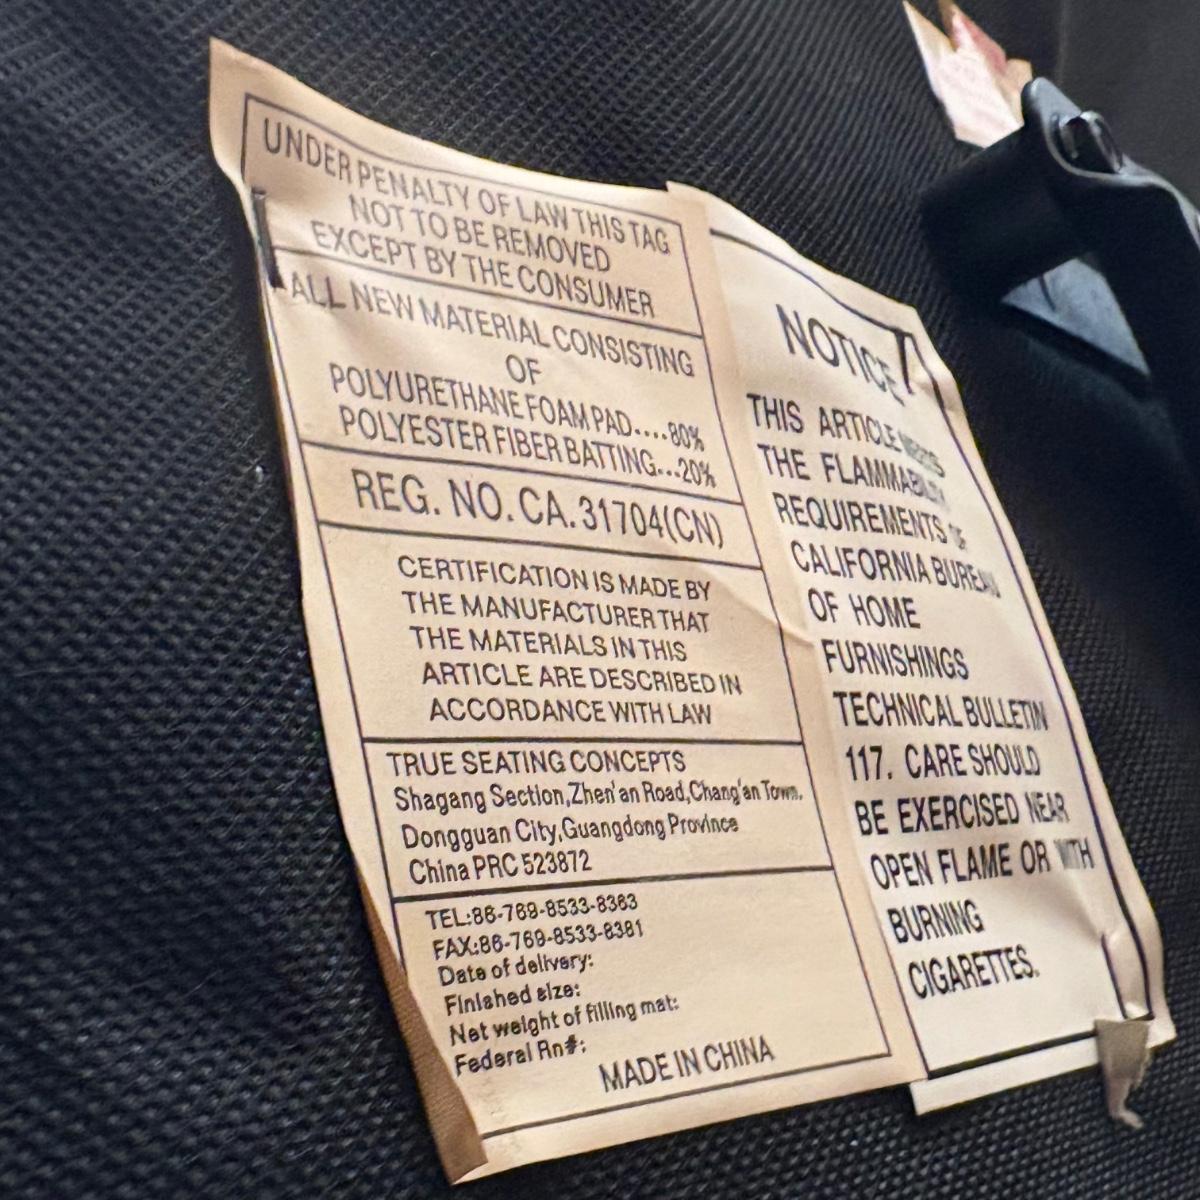 UNDER PENALTY OF LAW THIS TAG
NOT TO BE REMOVED
EXCEPT BY THE CONSUMER
ALL NEW MATERIAL CONSISTING
OF
POLYURETHANE FOAM PAD....80%
POLYESTER FIBER BATTING...20%
REG. NO. CA. 31704(CN)
CERTIFICATION IS MADE BY
THE MANUFACTURER THAT
THE MATERIALS IN THIS
ARTICLE ARE DESCRIBED IN
ACCORDANCE WITH LAW
TRUE SEATING CONCEPTS
Shagang Section,Zhen'an Road,Chang'an Town.
Dongguan City,Guangdong Province
China PRC 523872
TEL:86-769-8533-8363
FAX:86-769-8533-8381
Date of delivery:
Finished size:
Net weight of filling mat:
Federal Rn#:
MADE IN CHINA
NOTICE
THIS ARTICLE MEETS
THE FLAMMABILITY
REQUIREMENTS OF
CALIFORNIA BUREAU
OF HOME
FURNISHINGS
TECHNICAL BULLETIN
117. CARE SHOULD
BE EXERCISED NEAR
OPEN FLAME OR WITH
BURNING
CIGARETTES.